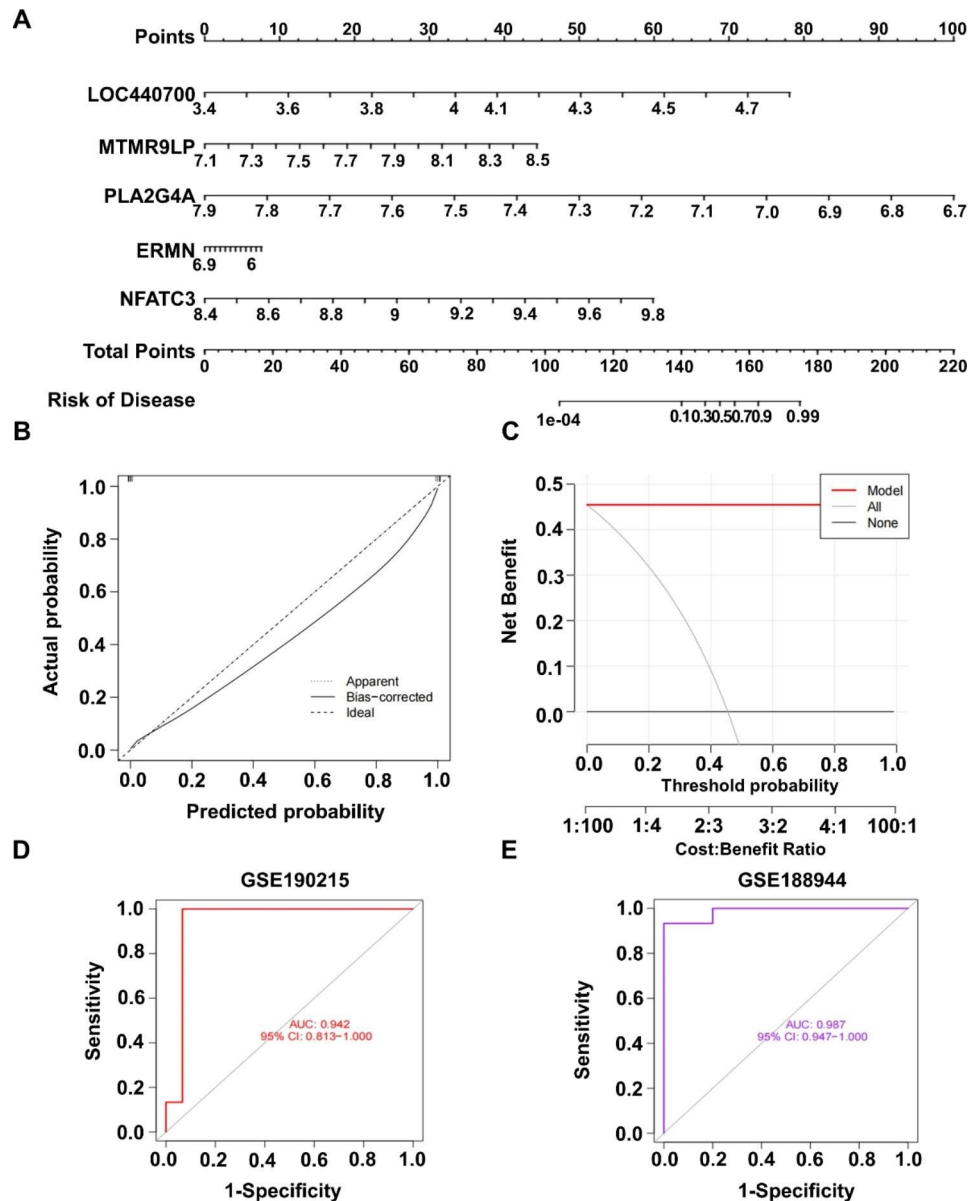 A
Points 0 10 20 30 40 50 60 70 80 90 100
LOC440700
3.4 3.6 3.8 4 4.1 4.3 4.5 4.7
MTMR9LP
7.1 7.3 7.5 7.7 7.9 8.1 8.3 8.5
PLA2G4A
7.9 7.8 7.7 7.6 7.5 7.4 7.3 7.2 7.1 7.0 6.9 6.8 6.7
ERMN
6.9 6
NFATC3
8.4 8.6 8.8 9 9.2 9.4 9.6 9.8
Total Points
0 20 40 60 80 100 120 140 160 180 200 220
Risk of Disease
1e-04 0.10.30.50.70.9 0.99
B
Actual probability
1.0
0.8
0.6
0.4
0.2
0.0
Apparent
Bias-corrected
Ideal
0.0 0.2 0.4 0.6 0.8 1.0
Predicted probability
C
Net Benefit
0.5
0.4
0.3
0.2
0.1
0.0
Model
All
None
0.0 0.2 0.4 0.6 0.8 1.0
Threshold probability
1:100 1:4 2:3 3:2 4:1 100:1
Cost:Benefit Ratio
D
GSE190215
Sensitivity
1.0
0.8
0.6
0.4
0.2
0.0
AUC: 0.942
95% CI: 0.813-1.000
0.0 0.2 0.4 0.6 0.8 1.0
1-Specificity
E
GSE188944
Sensitivity
1.0
0.8
0.6
0.4
0.2
0.0
AUC: 0.987
95% CI: 0.947-1.000
0.0 0.2 0.4 0.6 0.8 1.0
1-Specificity